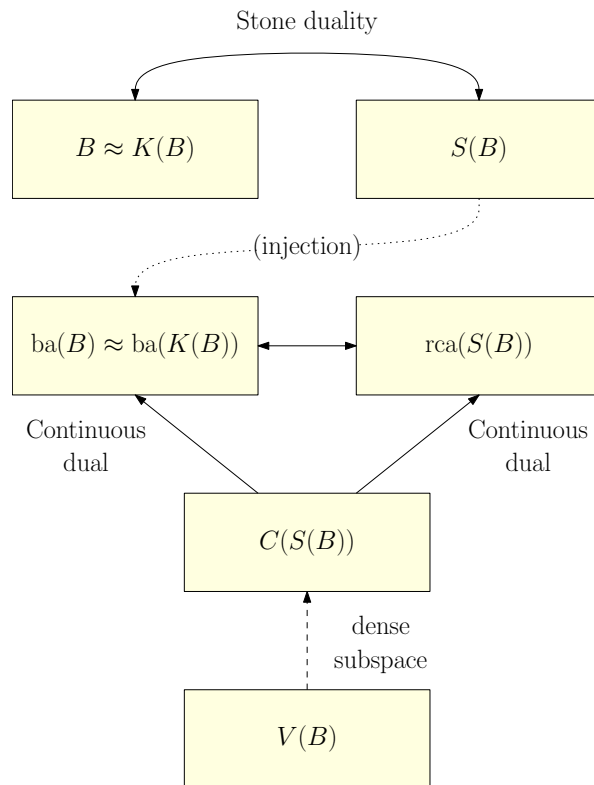 Stone duality
B ≈ K(B)
S(B)
(injection)
ba(B) ≈ ba(K(B))
rca(S(B))
Continuous
dual
Continuous
dual
C(S(B))
dense
subspace
V(B)